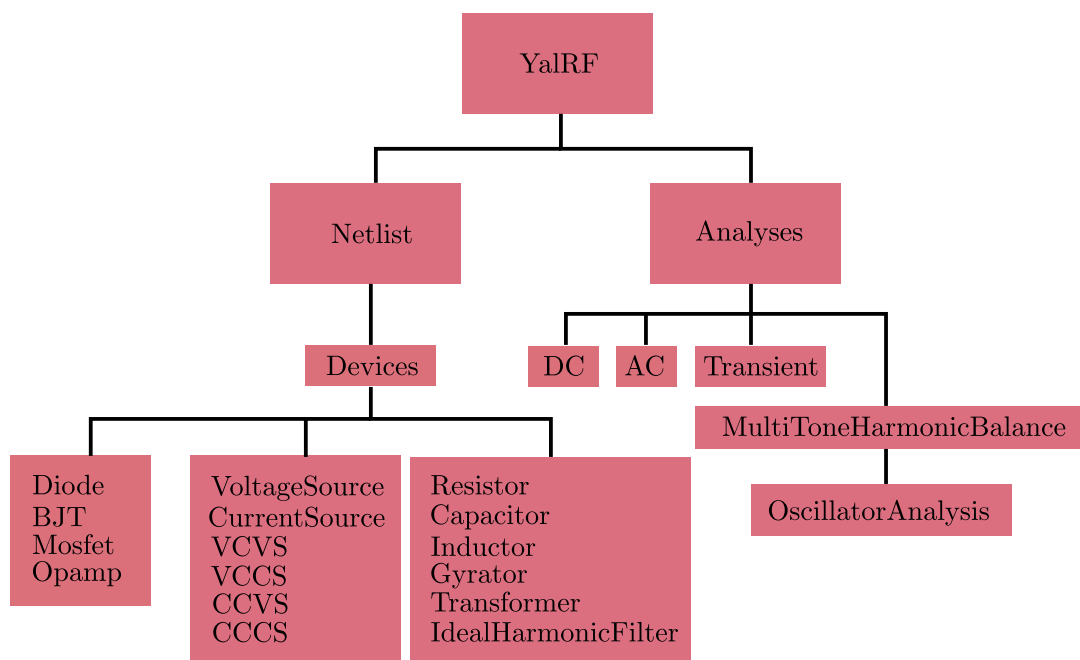 YalRF
Netlist
Analyses
Devices
DC
AC
Transient
MultiToneHarmonicBalance
OscillatorAnalysis
Diode
BJT
Mosfet
Opamp
VoltageSource
CurrentSource
VCVS
VCCS
CCVS
CCCS
Resistor
Capacitor
Inductor
Gyrator
Transformer
IdealHarmonicFilter